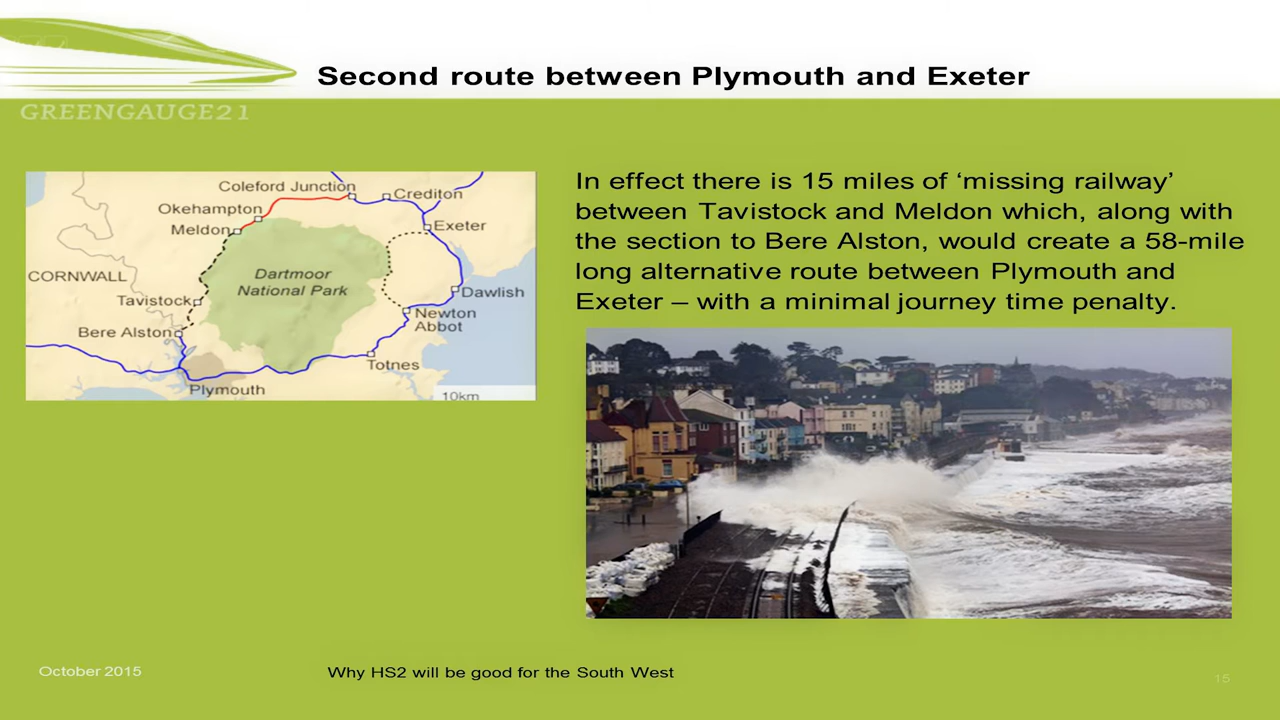 Second route between Plymouth and Exeter
GREENGAUGE21
Coleford Junction
Crediton
Okehampton
Meldon
Exeter
CORNWALL
Dartmoor
National Park
Tavistock
Dawlish
Newton
Abbot
Bere Alston
Totnes
Plymouth
10km
In effect there is 15 miles of ‘missing railway’
between Tavistock and Meldon which, along with
the section to Bere Alston, would create a 58-mile
long alternative route between Plymouth and
Exeter – with a minimal journey time penalty.
October 2015
Why HS2 will be good for the South West
15